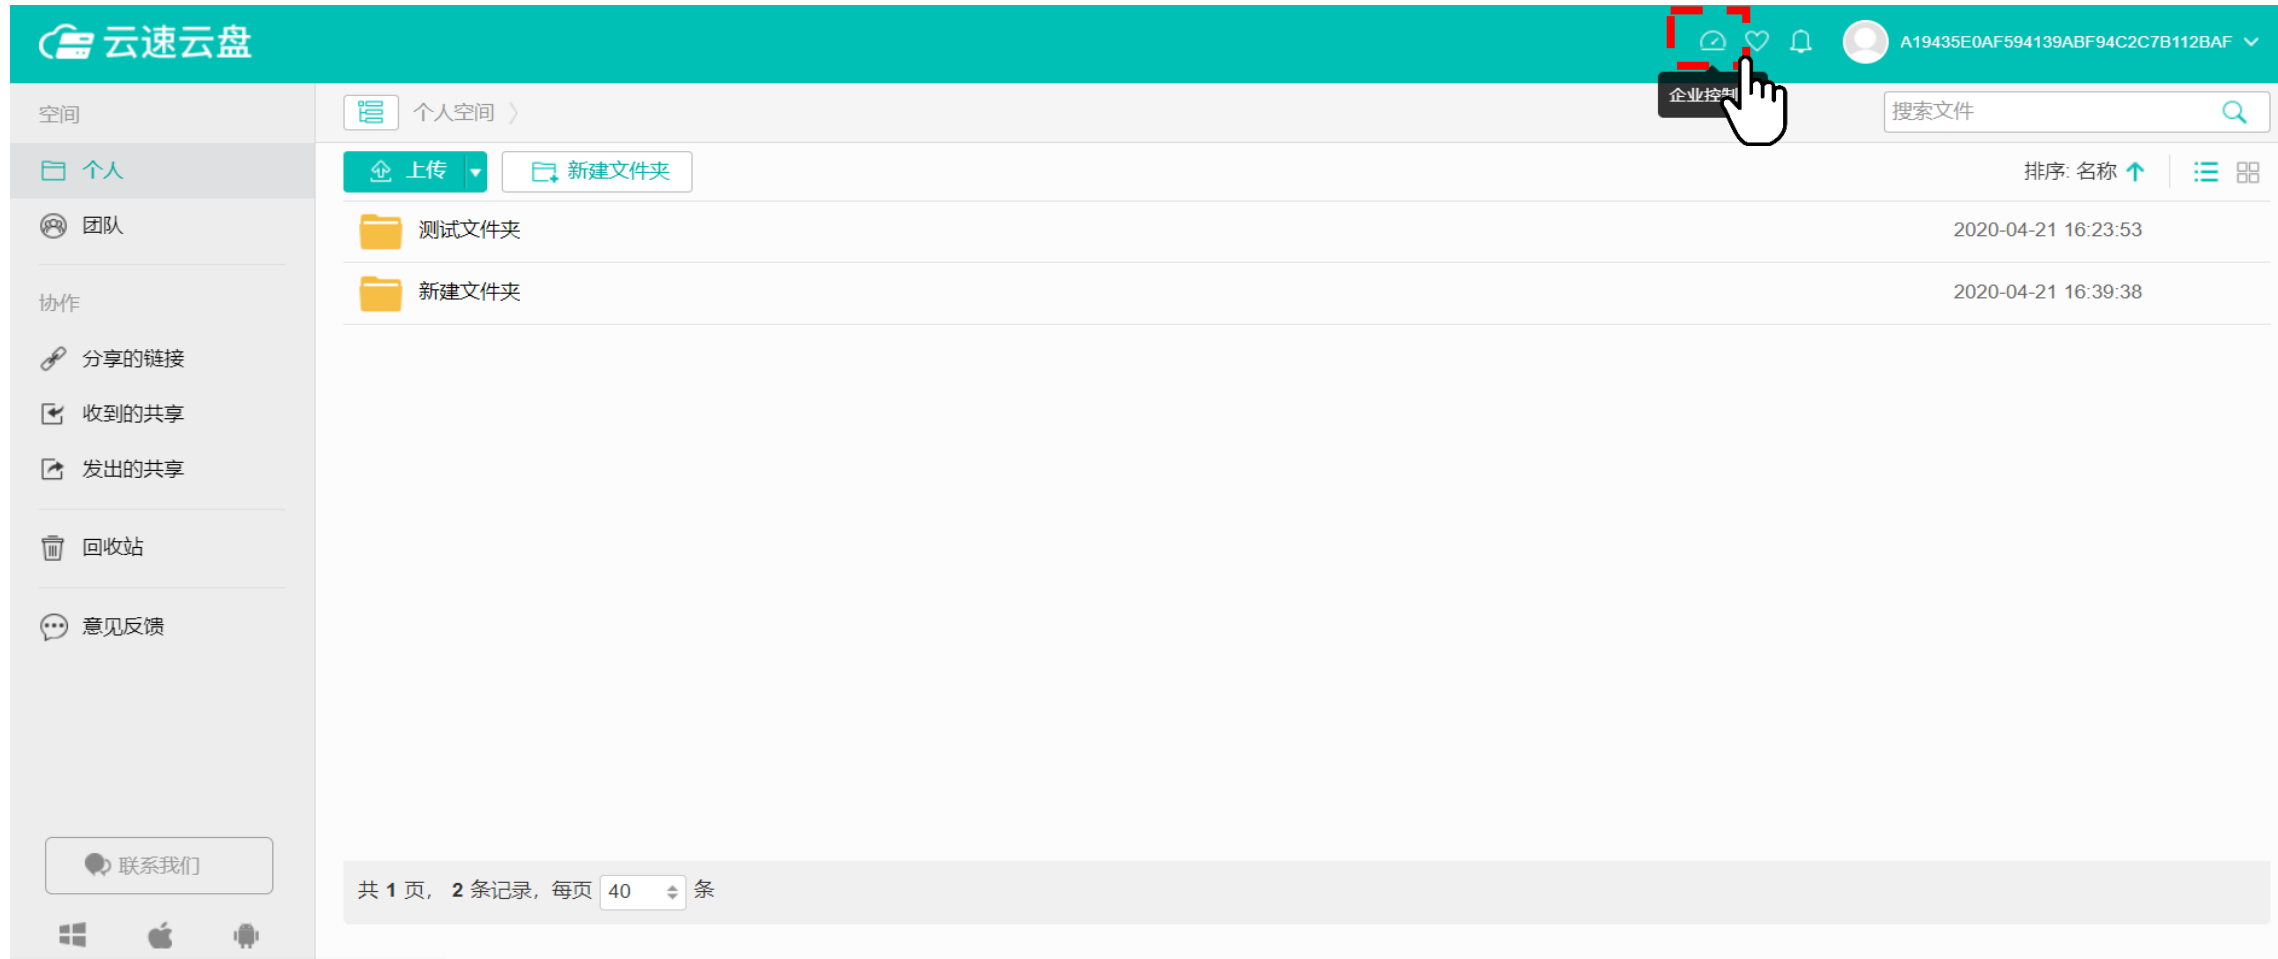 云速云盘
A19435E0AF594139ABF94C2C7B112BAF
企业控制
空间
个人空间
搜索文件
个人
上传
新建文件夹
排序: 名称
团队
测试文件夹
2020-04-21 16:23:53
新建文件夹
2020-04-21 16:39:38
协作
分享的链接
收到的共享
发出的共享
回收站
意见反馈
联系我们
共 1 页, 2 条记录, 每页 40 条